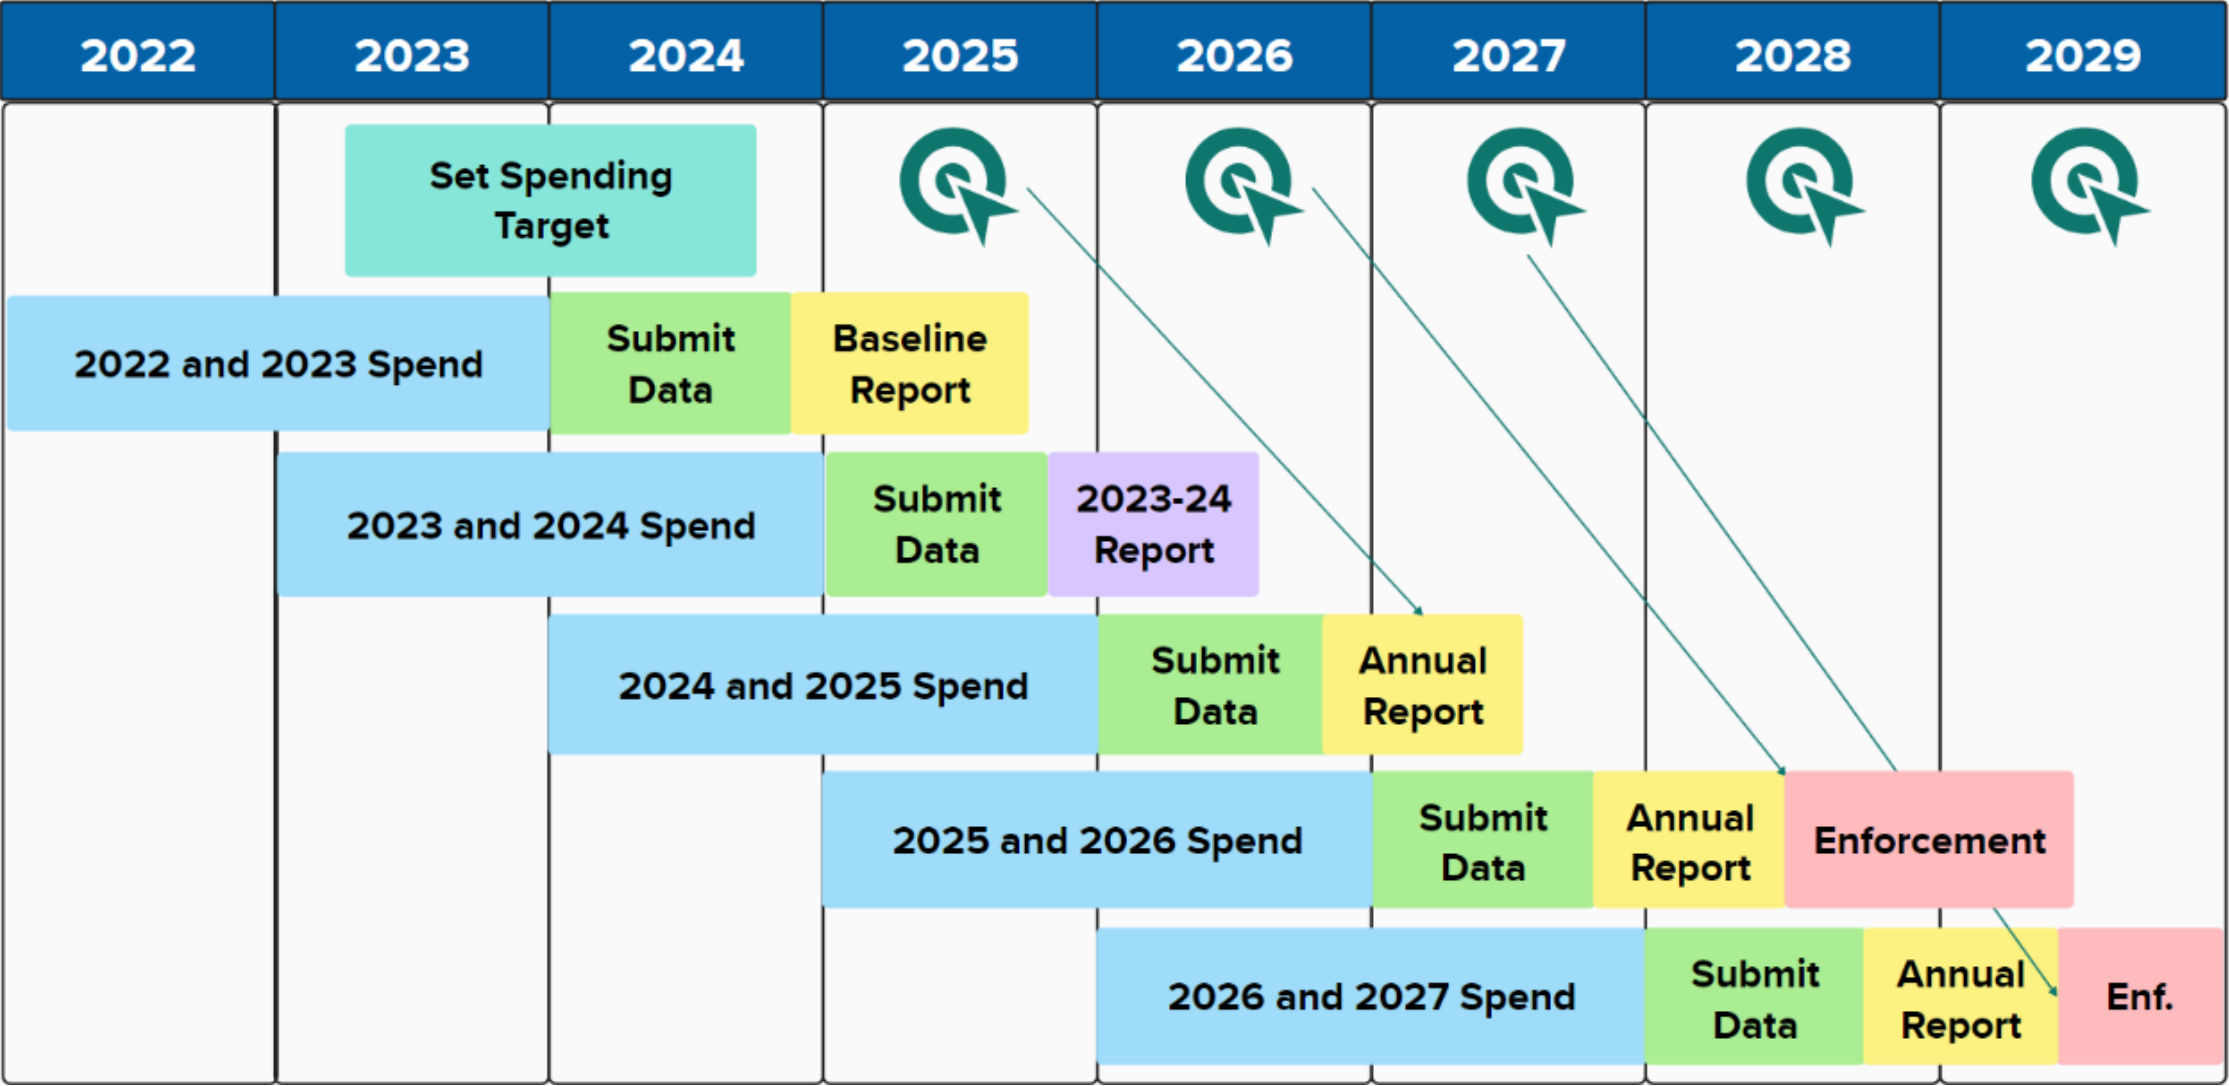 2022
2023
2024
2025
2026
2027
2028
2029
Set Spending
Target
2022 and 2023 Spend
Submit
Data
Baseline
Report
2023 and 2024 Spend
Submit
Data
2023-24
Report
2024 and 2025 Spend
Submit
Data
Annual
Report
2025 and 2026 Spend
Submit
Data
Annual
Report
Enforcement
2026 and 2027 Spend
Submit
Data
Annual
Report
Enf.